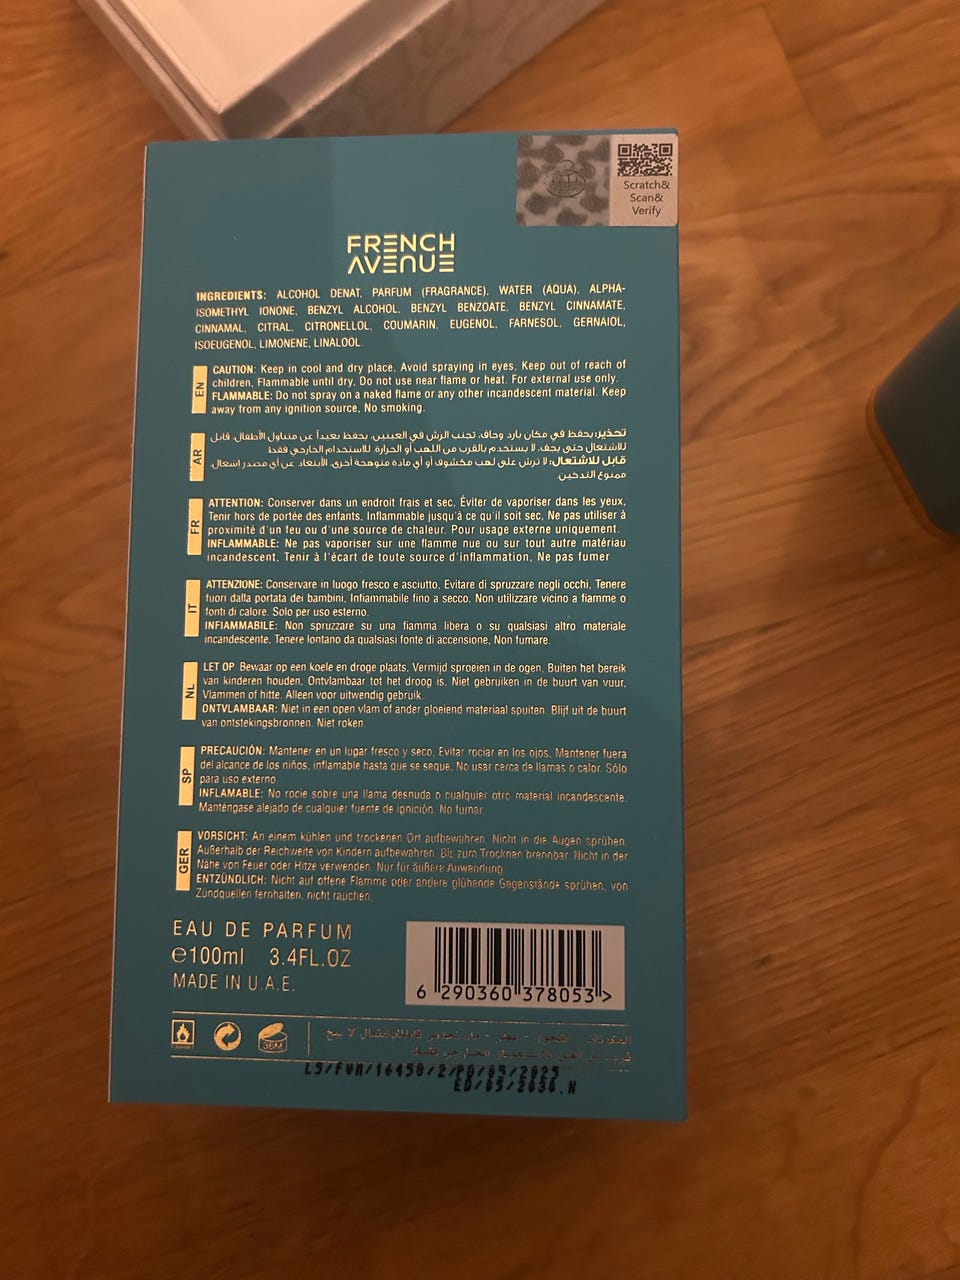 Scratch&
Scan&
Verify
FRENCH
AVENUE
INGREDIENTS: ALCOHOL DENAT, PARFUM (FRAGRANCE), WATER (AQUA), ALPHA-
ISOMETHYL IONONE, BENZYL ALCOHOL, BENZYL BENZOATE, BENZYL CINNAMATE,
CINNAMAL, CITRAL, CITRONELLOL, COUMARIN, EUGENOL, FARNESOL, GERNAIOL,
ISOEUGENOL, LIMONENE, LINALOOL.
EN
CAUTION: Keep in cool and dry place. Avoid spraying in eyes. Keep out of reach of
children, Flammable until dry, Do not use near flame or heat. For external use only.
FLAMMABLE: Do not spray on a naked flame or any other incandescent material. Keep
away from any ignition source, No smoking.
AR
تحذير: يحفظ في مكان بارد وجاف، تجنب الرش في العينين، يحفظ بعيداً عن متناول الأطفال، قابل
للاشتعال حتى يجف، لا يستخدم بالقرب من اللهب أو الحرارة. للاستخدام الخارجي فقط
قابل للاشتعال: لا ترش على لهب مكشوف أو أي مادة متوهجة أخرى، الأبتعاد عن أي مصدر إشعال،
ممنوع التدخين.
FR
ATTENTION: Conserver dans un endroit frais et sec, Éviter de vaporiser dans les yeux,
Tenir hors de portée des enfants, Inflammable jusqu'à ce qu'il soit sec, Ne pas utiliser à
proximité d'un feu ou d'une source de chaleur, Pour usage externe uniquement.
INFLAMMABLE: Ne pas vaporiser sur une flamme nue ou sur tout autre matériau
incandescent, Tenir à l'écart de toute source d'inflammation, Ne pas fumer
IT
ATTENZIONE: Conservare in luogo fresco e asciutto, Evitare di spruzzare negli occhi, Tenere
fuori dalla portata dei bambini, Infiammabile fino a secco, Non utilizzare vicino a fiamme o
fonti di calore. Solo per uso esterno.
INFIAMMABILE: Non spruzzare su una fiamma libera o su qualsiasi altro materiale
incandescente. Tenere lontano da qualsiasi fonte di accensione, Non fumare.
NL
LET OP Bewaar op een koele en droge plaats, Vermijd sproeien in de ogen, Buiten het bereik
van kinderen houden, Ontvlambaar tot het droog is. Niet gebruiken in de buurt van vuur,
Vlammen of hitte. Alleen voor uitwendig gebruik.
ONTVLAMBAAR: Niet in een open vlam of ander gloeiend materiaal spuiten. Blijf uit de buurt
van ontstekingsbronnen. Niet roken.
SP
PRECAUCIÓN: Mantener en un lugar fresco y seco, Evitar rociar en los ojos, Mantener fuera
del alcance de los niños, inflamable hasta que se seque, No usar cerca de llamas o calor. Sólo
para uso externo.
INFLAMABLE: No rocíe sobre una llama desnuda o cualquier otro material incandescente.
Manténgase alejado de cualquier fuente de ignición. No fumar.
GER
VORSICHT: An einem kühlen und trockenen Ort aufbewahren. Nicht in die Augen sprühen.
Außerhalb der Reichweite von Kindern aufbewahren. Bis zum Trocknen brennbar. Nicht in der
Nähe von Feuer oder Hitze verwenden. Nur für äußere Anwendung
ENTZÜNDLICH: Nicht auf offene Flamme oder andere glühende Gegenstände sprühen, von
Zündquellen fernhalten, nicht rauchen.
EAU DE PARFUM
℮100ml 3.4FL.OZ
MADE IN U.A.E.
6 290360 378053 >
36M
PD/05/2025